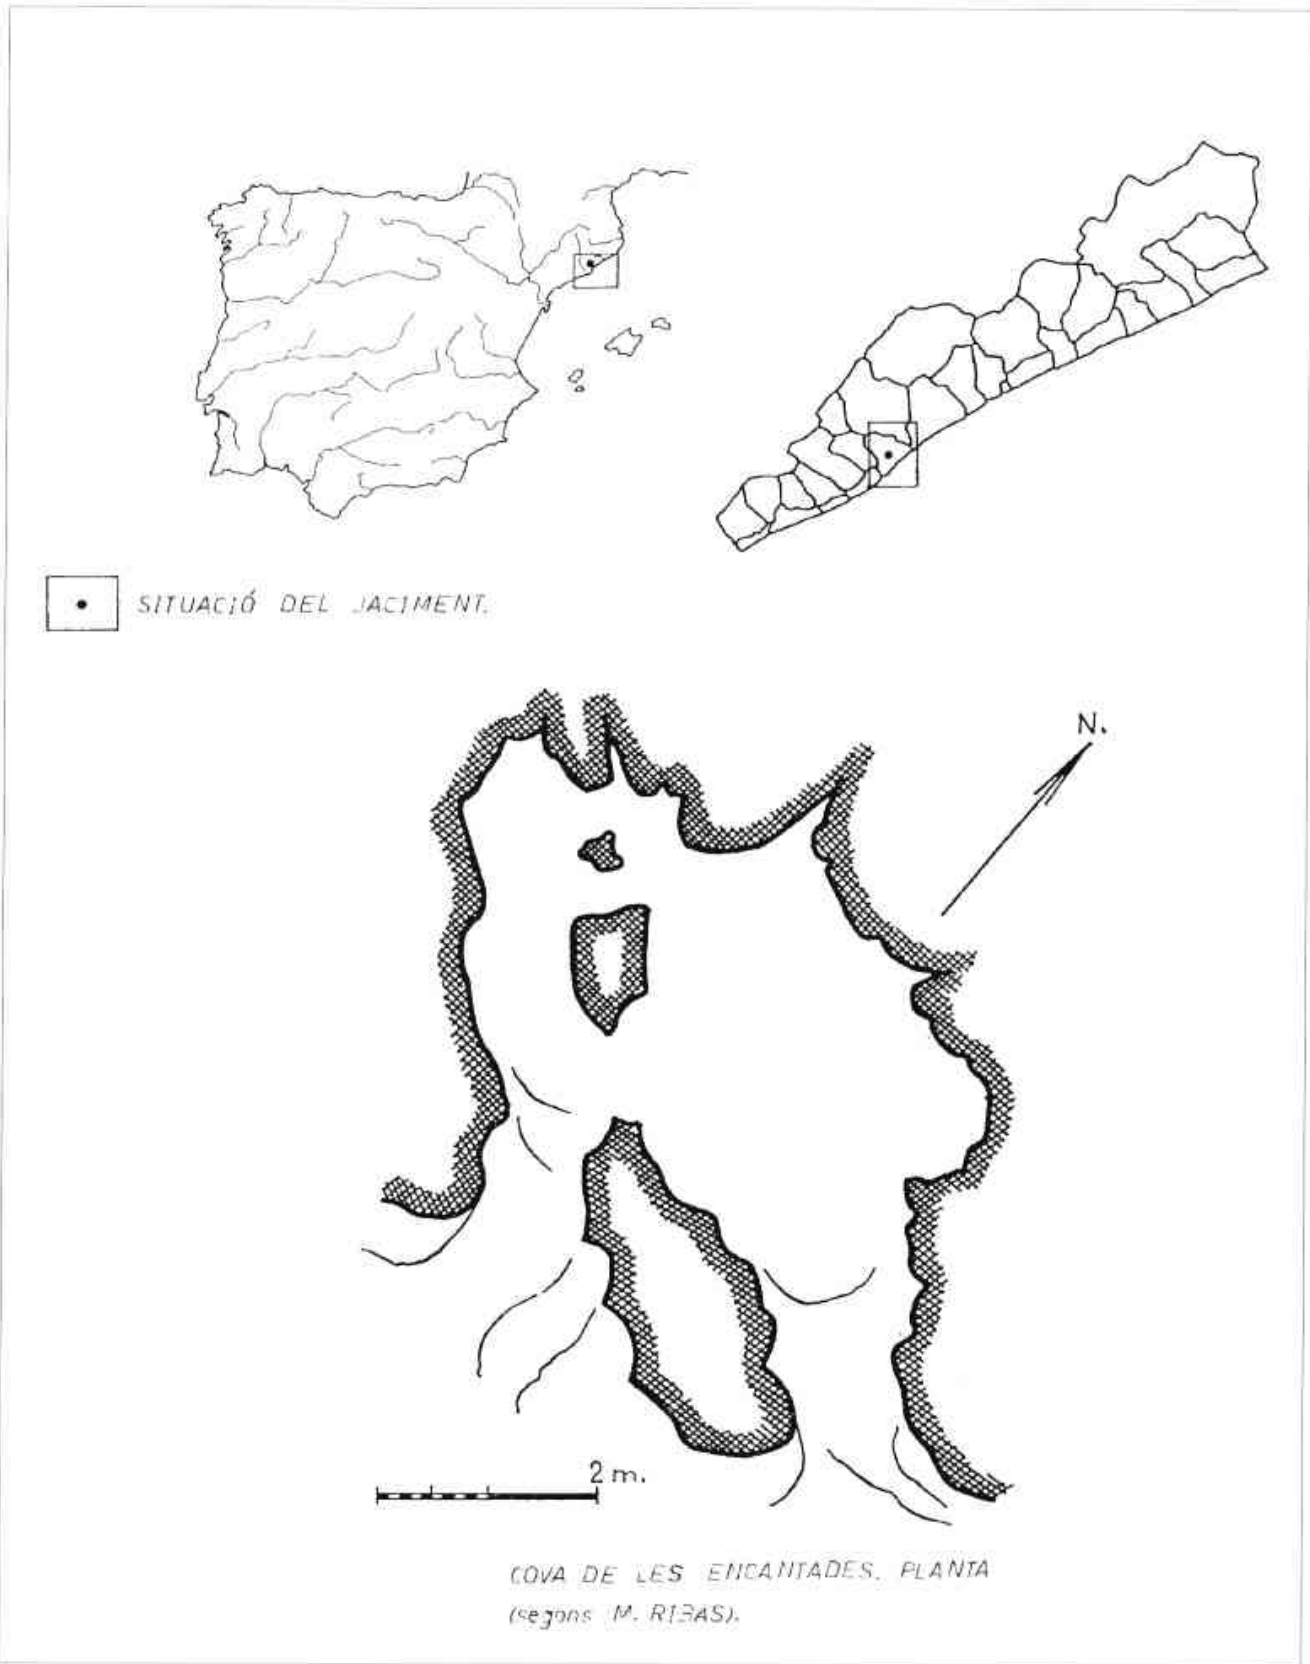 SITUACIÓ DEL JACIMENT.
N.
2 m.
COVA DE LES ENCANTADES. PLANTA
(segons M. RIBAS).